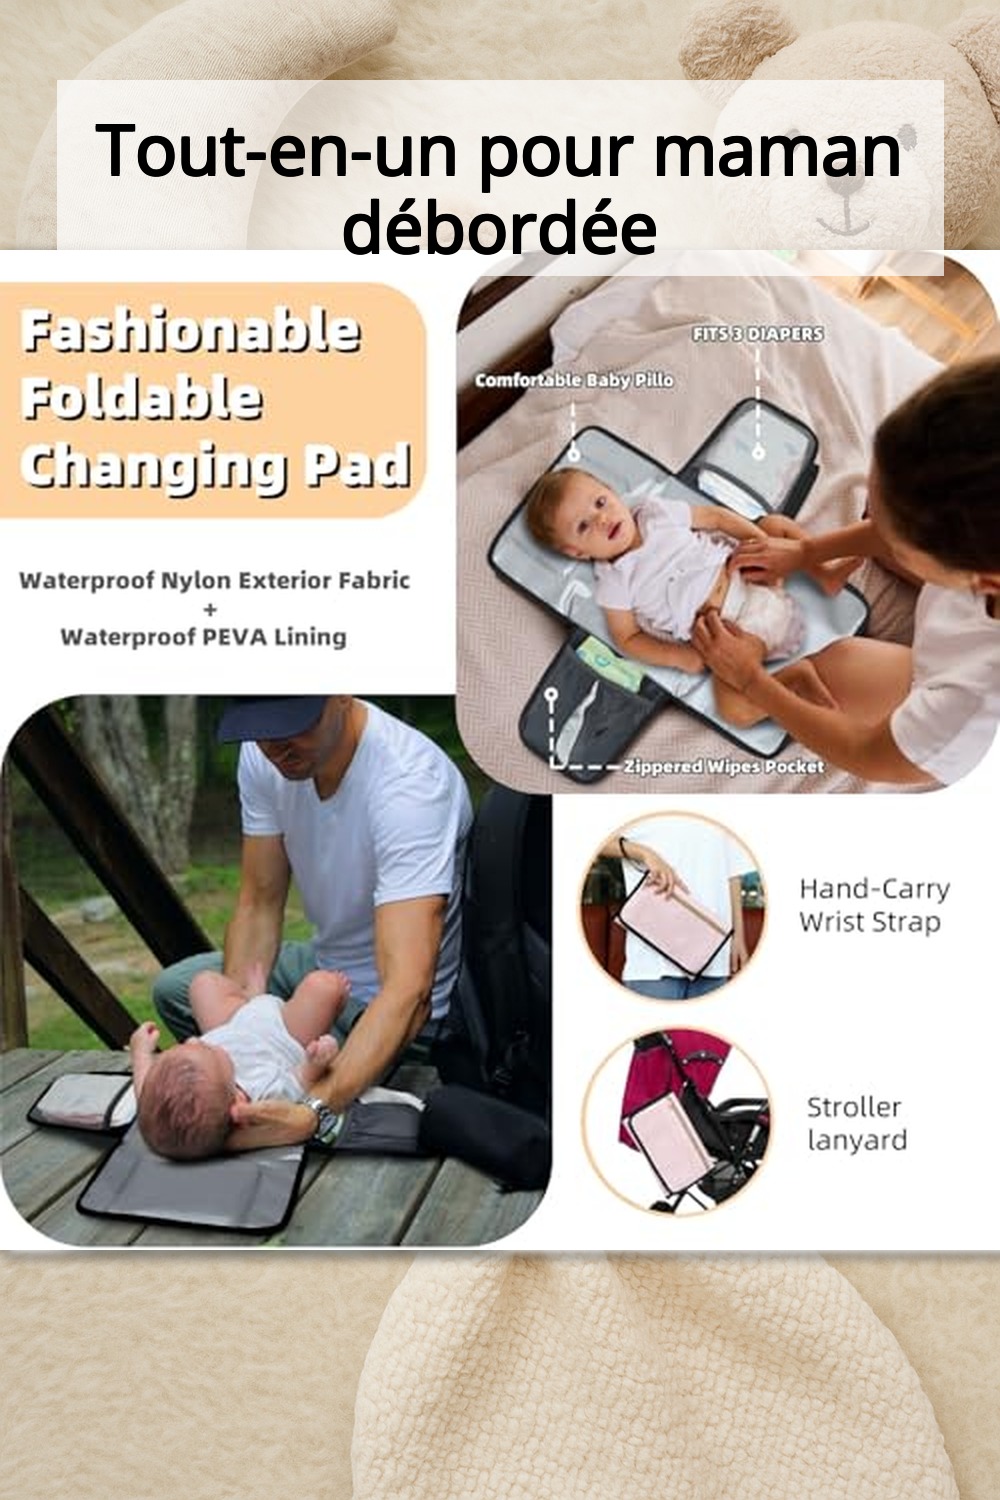 Tout-en-un pour maman
débordée
Fashionable
Foldable
Changing Pad
Waterproof Nylon Exterior Fabric
+
Waterproof PEVA Lining
FITS 3 DIAPERS
Comfortable Baby Pillo
Zippered Wipes Pocket
Hand-Carry
Wrist Strap
Stroller
lanyard